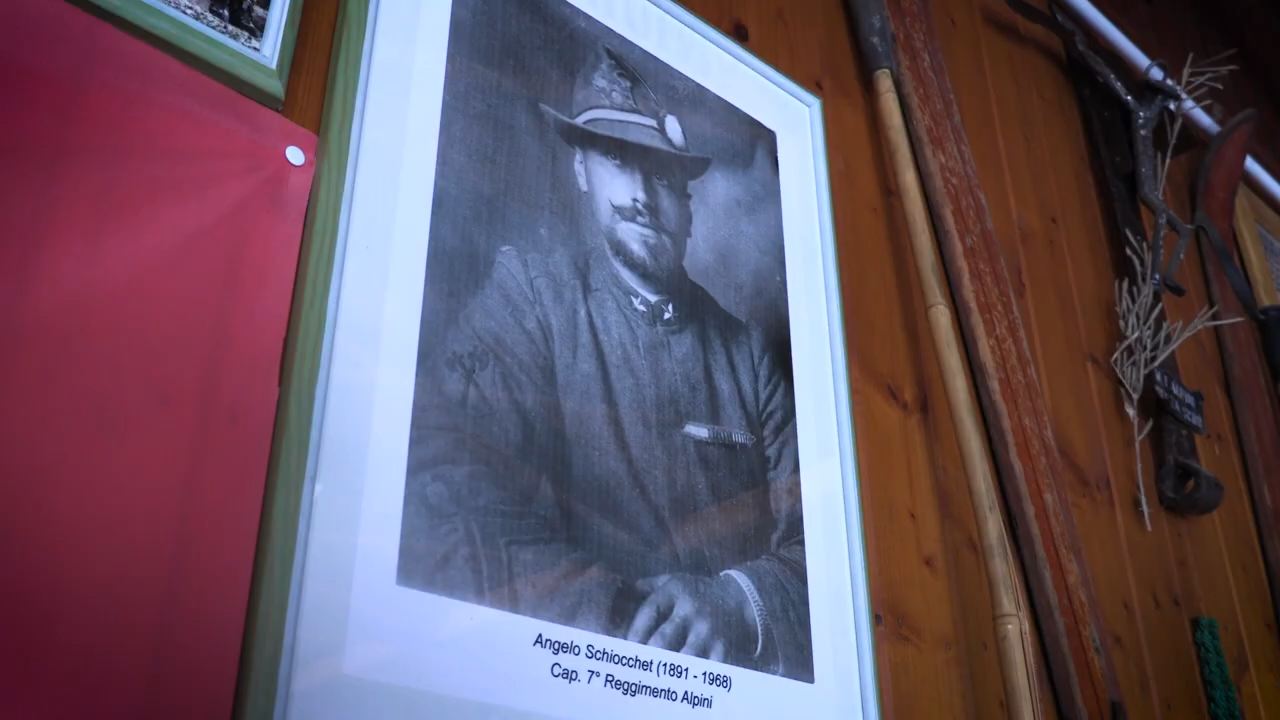 Angelo Schiocchet (1891 - 1968)
Cap. 7° Reggimento Alpini